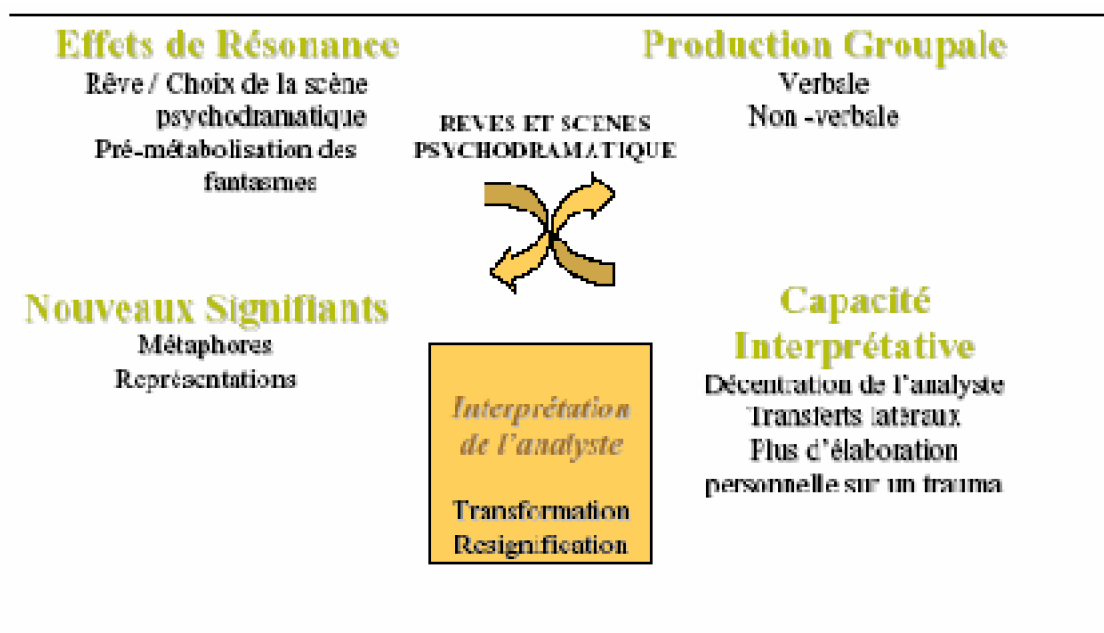 Effets de Résonance
Rêve / Choix de la scène
psychodramatique
Pré-métabolisation des
fantasmes
REVES ET SCENES
PSYCHODRAMATIQUE
Production Groupale
Verbale
Non -verbale
Nouveaux Signifiants
Métaphores
Représentations
Interprétation
de l'analyste
Transformation
Resignification
Capacité
Interprétative
Décentration de l'analyste
Transferts latéraux
Plus d'élaboration
personnelle sur un trauma